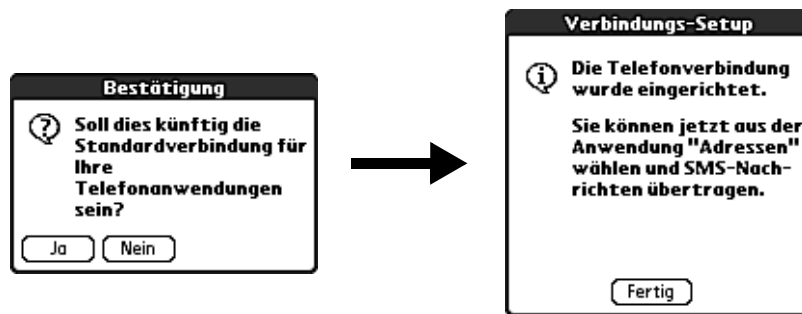 Bestätigung
Soll dies künftig die
Standardverbindung für
Ihre
Telefonanwendungen
sein?
Ja
Nein
Verbindungs-Setup
Die Telefonverbindung
wurde eingerichtet.
Sie können jetzt aus der
Anwendung "Adressen"
wählen und SMS-Nach-
richten übertragen.
Fertig